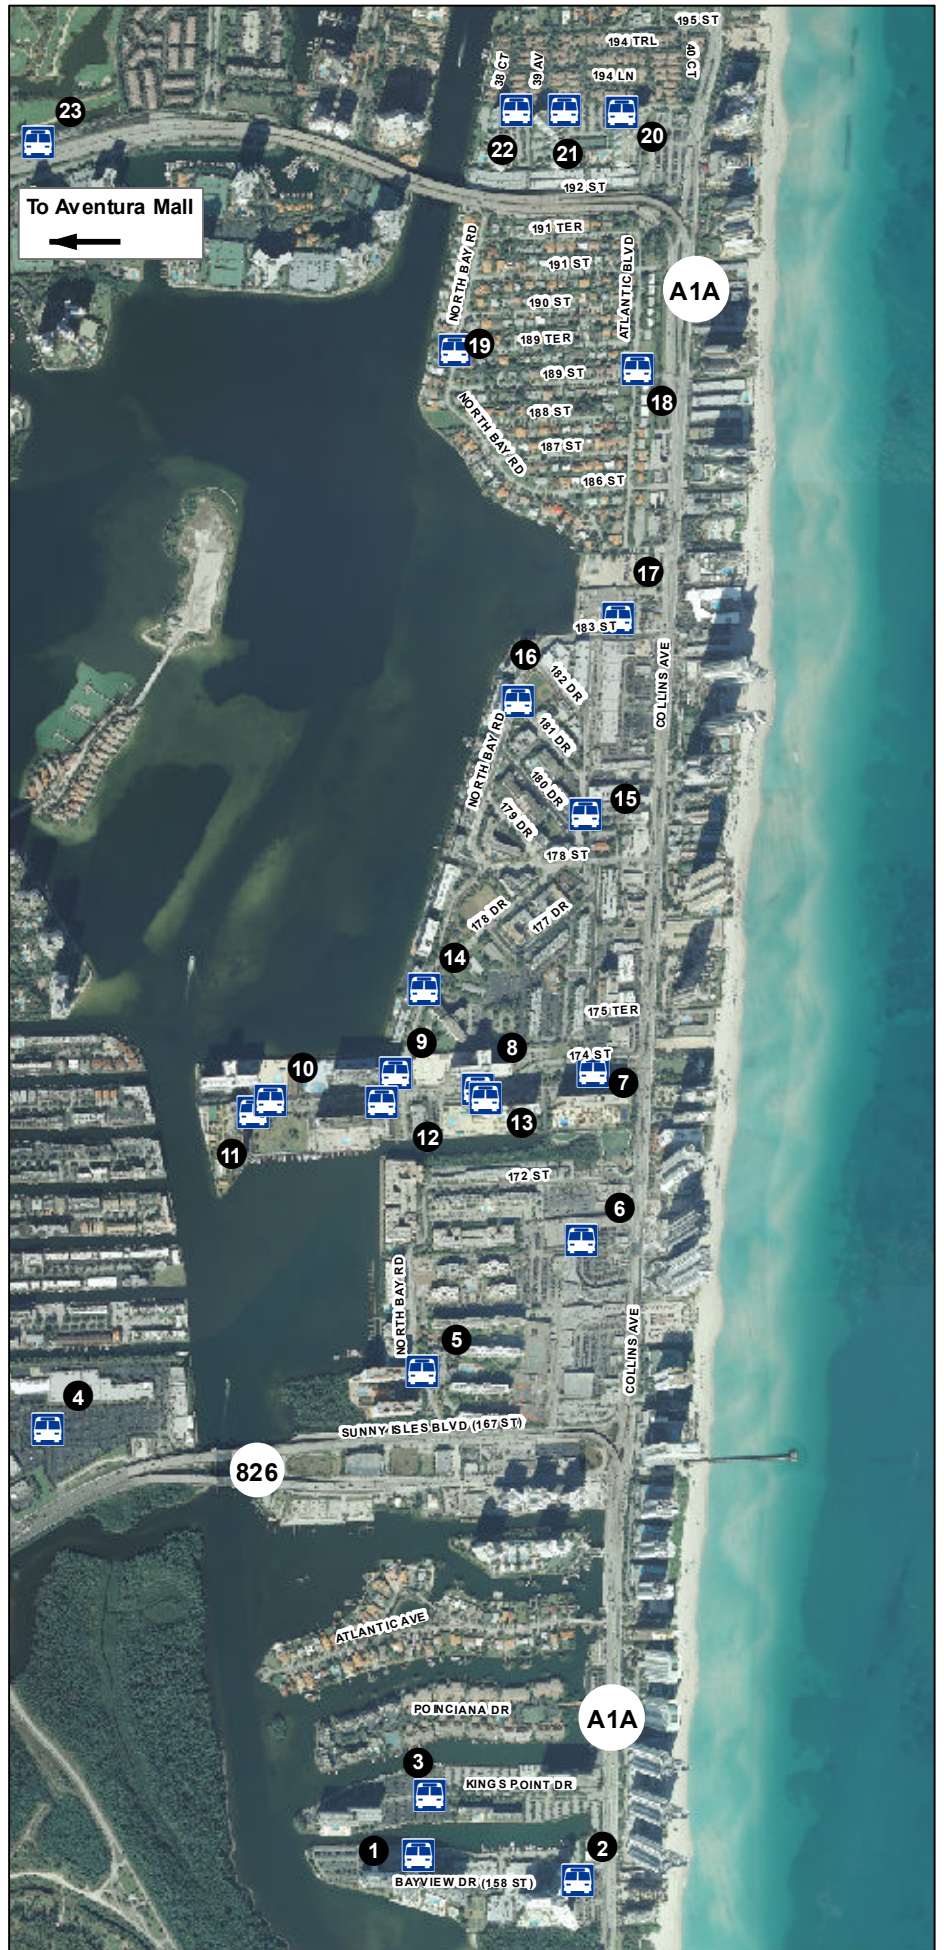 195 ST
194 TRL
38 CT
39 AV
194 LN
40 CT
23
22
21
20
192 ST
To Aventura Mall
191 TER
NORTH BAY RD
191 ST
ATLANTIC BLVD
A1A
190 ST
189 TER
19
189 ST
18
NORTH BAY RD
188 ST
187 ST
186 ST
17
183 ST
16
182 DR
COLLINS AVE
NORTH BAY RD
181 DR
180 DR
15
179 DR
178 ST
178 DR
177 DR
14
175 TER
9
8
174 ST
10
7
13
12
11
172 ST
6
NORTH BAY RD
COLLINS AVE
5
4
SUNNY ISLES BLVD (167 ST)
826
ATLANTIC AVE
POINCIANA DR
A1A
3
KINGS POINT DR
1
2
BAYVIEW DR (158 ST)